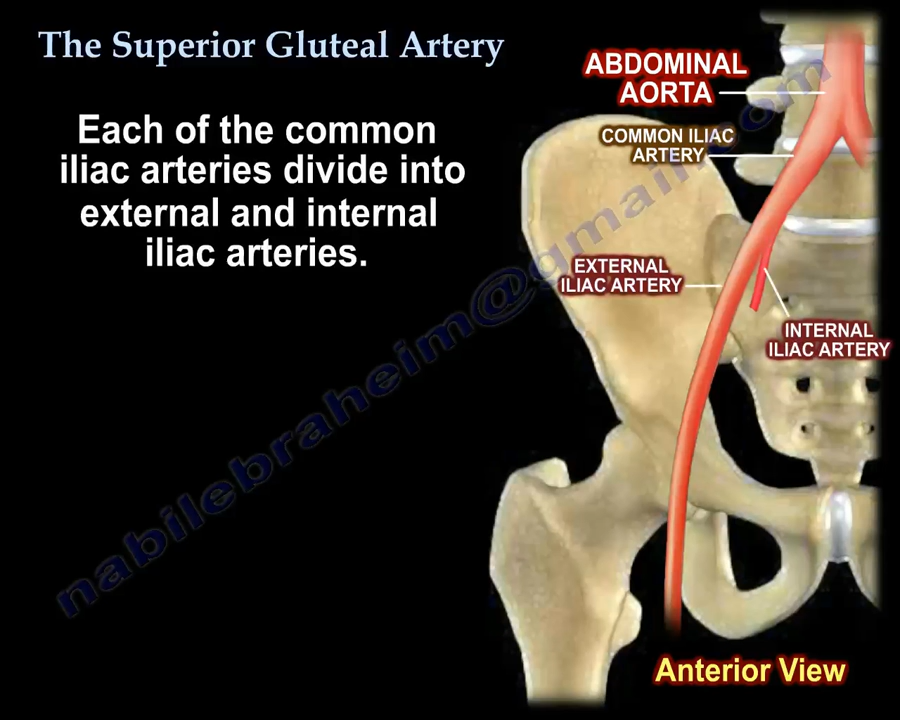 The Superior Gluteal Artery
Each of the common
iliac arteries divide into
external and internal
iliac arteries.
ABDOMINAL
AORTA
COMMON ILIAC
ARTERY
EXTERNAL
ILIAC ARTERY
INTERNAL
ILIAC ARTERY
Anterior View
nabilebraheim@gmail.com